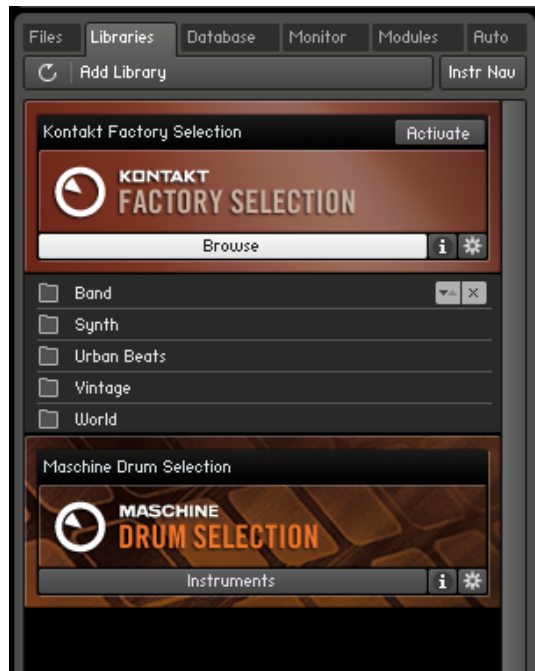 Files Libraries Database Monitor Modules Auto
Add Library Instr Nav
Kontakt Factory Selection Activate
KONTAKT
FACTORY SELECTION
Browse
Band
Synth
Urban Beats
Vintage
World
Maschine Drum Selection
MASCHINE
DRUM SELECTION
Instruments